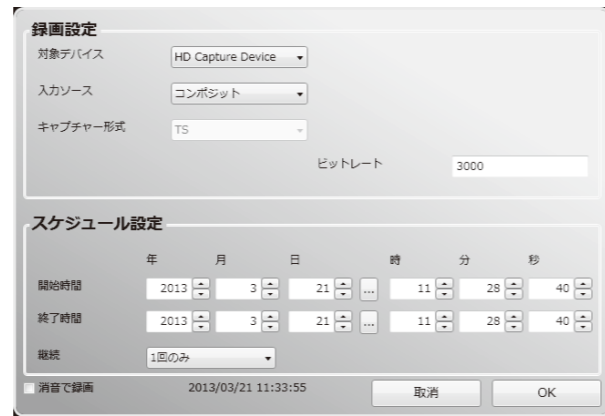 録画設定
対象デバイス HD Capture Device
入力ソース コンポジット
キャプチャー形式 TS
ビットレート 3000
スケジュール設定
年 月 日 時 分 秒
開始時間 2013 3 21 ... 11 28 40
終了時間 2013 3 21 ... 11 28 40
継続 1回のみ
消音で録画 2013/03/21 11:33:55 取消 OK